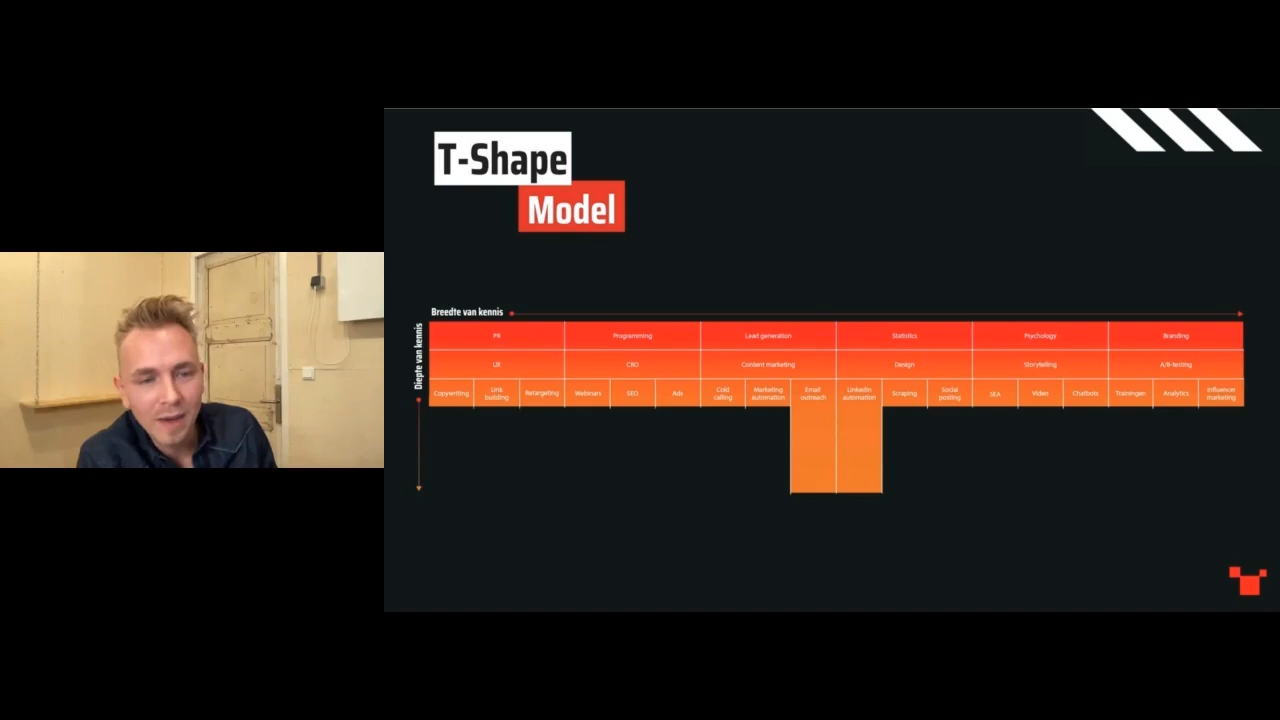 T-Shape
Model
Breedte van kennis
Diepte van kennis
PR
Programming
Lead generation
Statistics
Psychology
Branding
UX
CRO
Content marketing
Design
Storytelling
A/B-testing
Copywriting
Link
building
Retargeting
Webinars
SEO
Ads
Cold
calling
Marketing
automation
Email
outreach
LinkedIn
automation
Scraping
Social
posting
SEA
Video
Chatbots
Trainingen
Analytics
Influencer
marketing